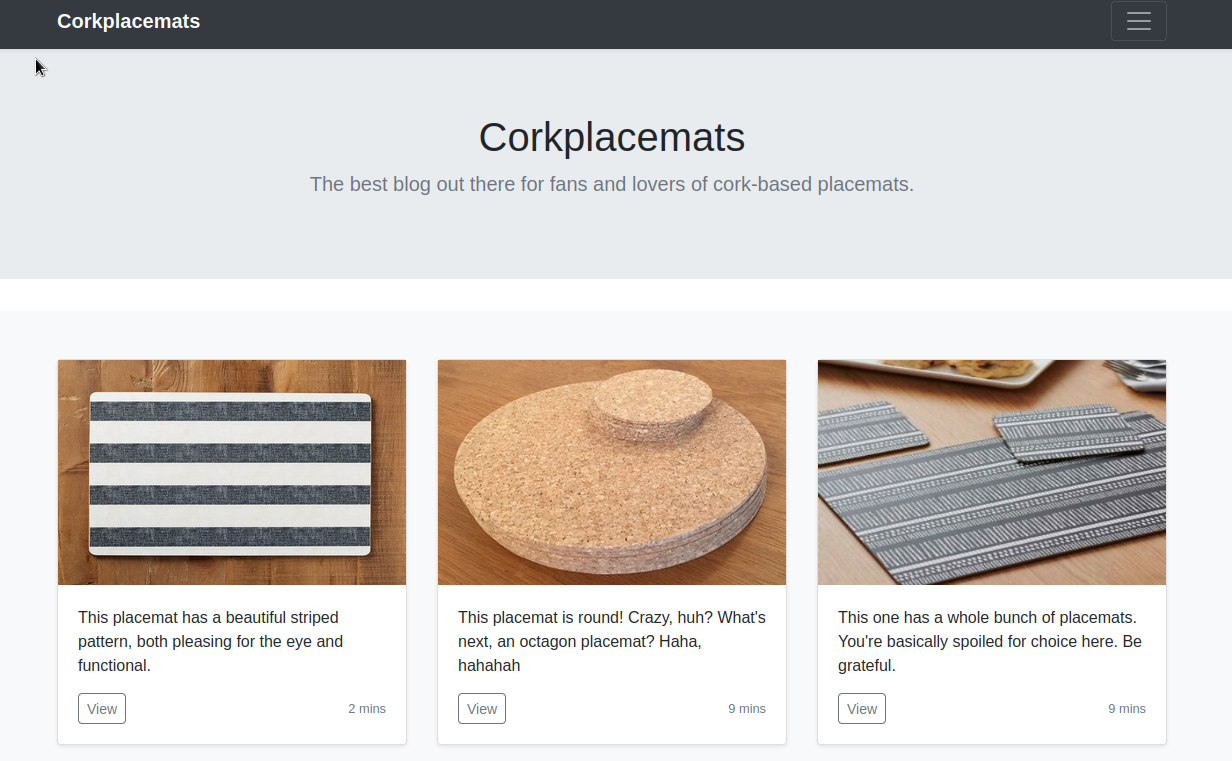 Corkplacemats
Corkplacemats
The best blog out there for fans and lovers of cork-based placemats.
This placemat has a beautiful striped
pattern, both pleasing for the eye and
functional.
View
2 mins
This placemat is round! Crazy, huh? What's
next, an octagon placemat? Haha,
hahahah
View
9 mins
This one has a whole bunch of placemats.
You're basically spoiled for choice here. Be
grateful.
View
9 mins